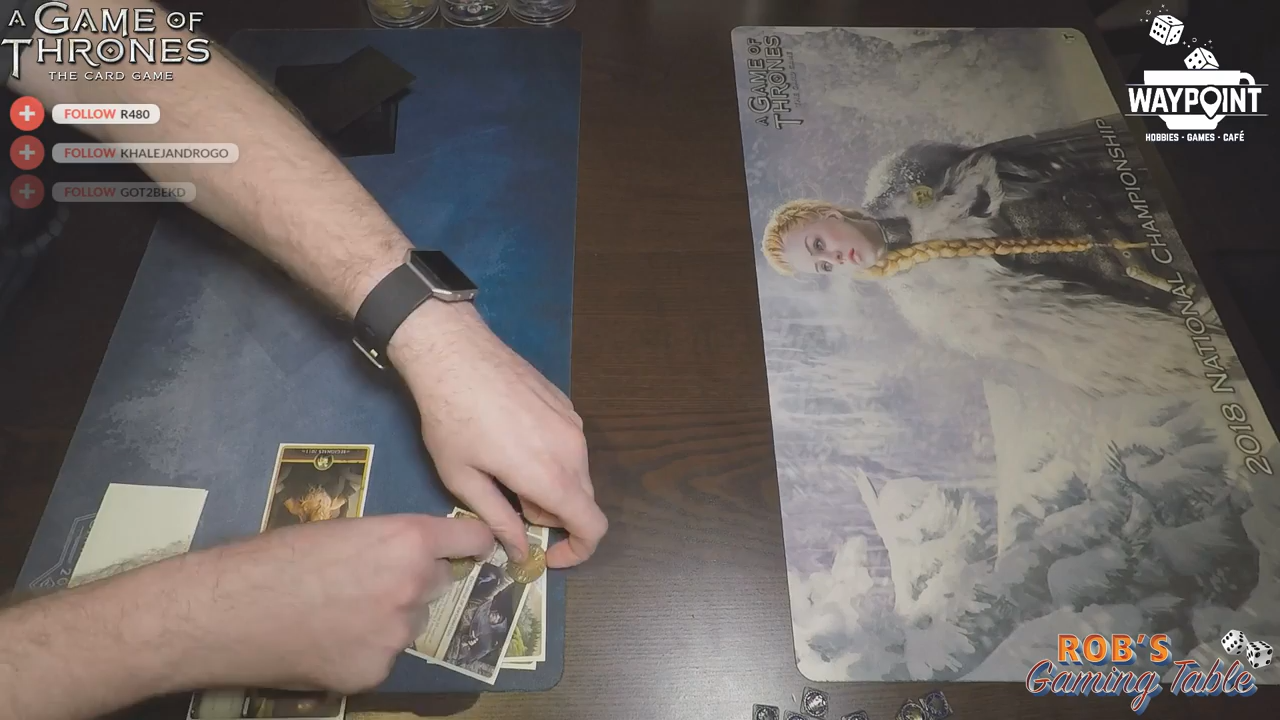 A GAME OF
THRONES
THE CARD GAME
FOLLOW R480
FOLLOW KHALEJANDROGO
FOLLOW GOT2BEKD
A GAME OF
THRONES
2018 NATIONAL CHAMPIONSHIP
WAYPOINT
HOBBIES - GAMES - CAFÉ
ROB'S
Gaming Table